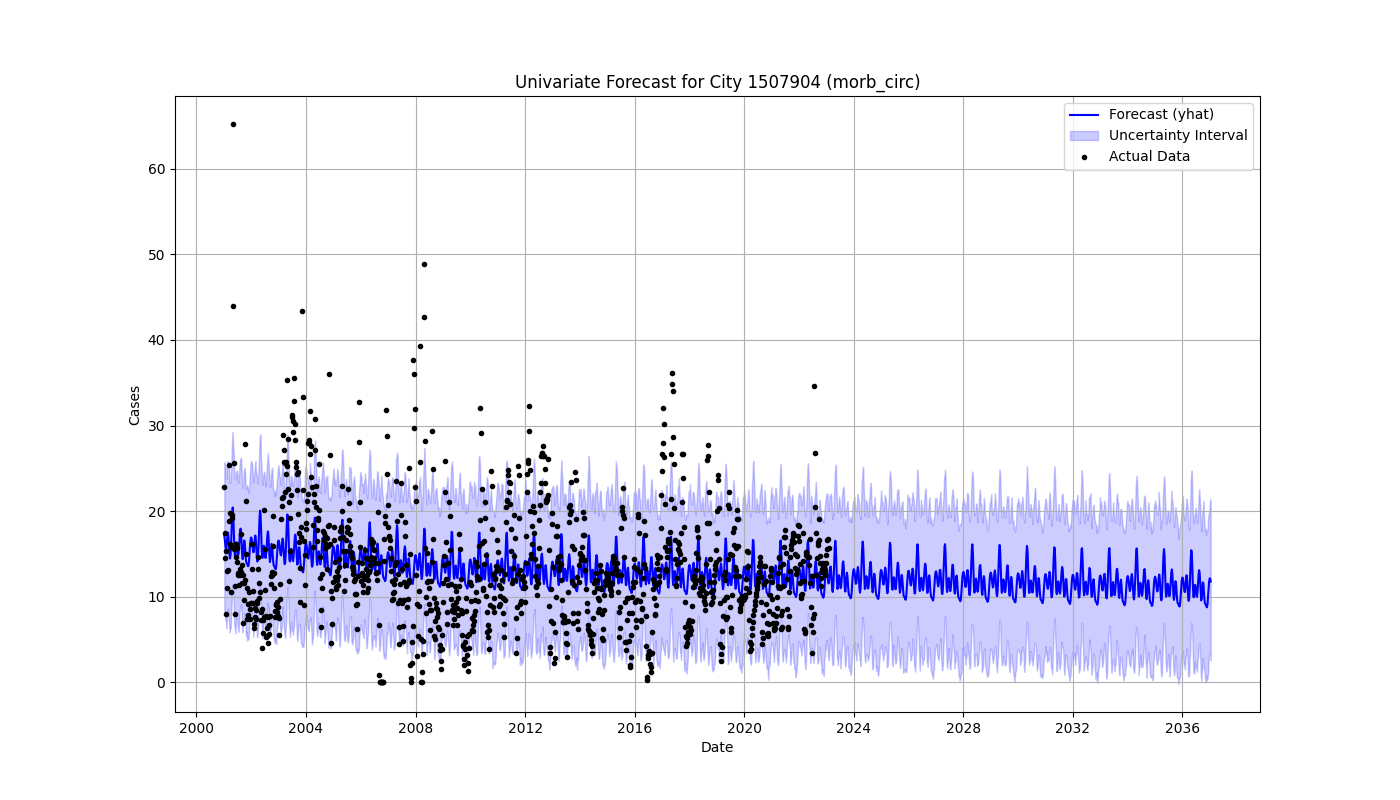 Univariate Forecast for City 1507904 (morb_circ)
Forecast (yhat)
Uncertainty Interval
Actual Data
Cases
60
50
40
30
20
10
0
2000 2004 2008 2012 2016 2020 2024 2028 2032 2036
Date